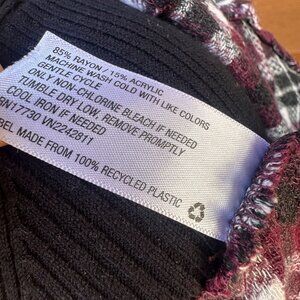 85% RAYON 15% ACRYLIC
MACHINE WASH COLD WITH LIKE COLORS
GENTLE CYCLE
ONLY NON-CHLORINE BLEACH IF NEEDED
TUMBLE DRY LOW, REMOVE PROMPTLY
COOL IRON IF NEEDED
RN17730 VN2242811
BEL MADE FROM 100% RECYCLED PLASTIC